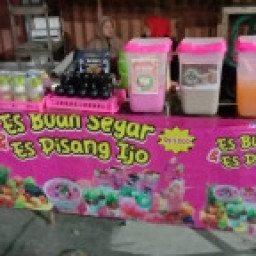 Es Buah Segar
& Es Pisang Ijo
Es Bu
& Es Pi